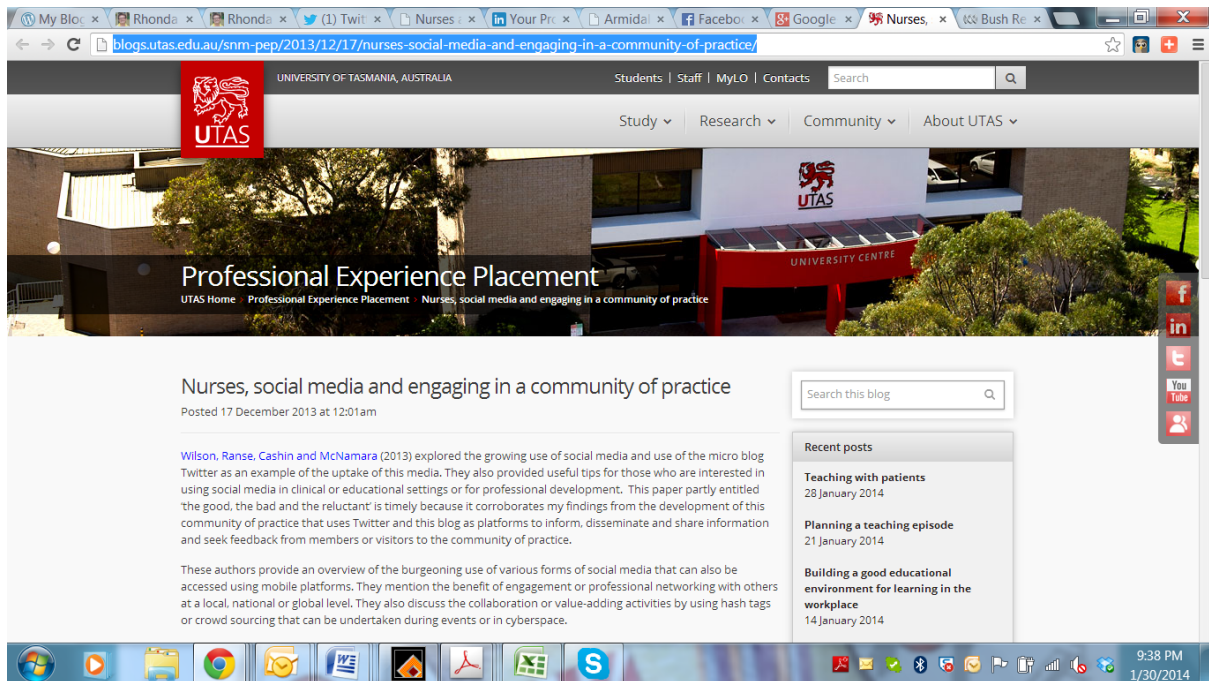 My Blog
Rhonda
Rhonda
(1) Twit
Nurses a
Your Pro
Armidal
Faceboo
Google
Nurses,
Bush Re
blogs.utas.edu.au/snm-pep/2013/12/17/nurses-social-media-and-engaging-in-a-community-of-practice/
UNIVERSITY OF TASMANIA, AUSTRALIA
Students | Staff | MyLO | Contacts
Search
UTAS
Study
Research
Community
About UTAS
UTAS
UNIVERSITY CENTRE
Professional Experience Placement
UTAS Home › Professional Experience Placement › Nurses, social media and engaging in a community of practice
Nurses, social media and engaging in a community of practice
Posted 17 December 2013 at 12:01am
Wilson, Ranse, Cashin and McNamara (2013) explored the growing use of social media and use of the micro blog
Twitter as an example of the uptake of this media. They also provided useful tips for those who are interested in
using social media in clinical or educational settings or for professional development.  This paper partly entitled
'the good, the bad and the reluctant' is timely because it corroborates my findings from the development of this
community of practice that uses Twitter and this blog as platforms to inform, disseminate and share information
and seek feedback from members or visitors to the community of practice.
These authors provide an overview of the burgeoning use of various forms of social media that can also be
accessed using mobile platforms. They mention the benefit of engagement or professional networking with others
at a local, national or global level. They also discuss the collaboration or value-adding activities by using hash tags
or crowd sourcing that can be undertaken during events or in cyberspace.
Search this blog
Recent posts
Teaching with patients
28 January 2014
Planning a teaching episode
21 January 2014
Building a good educational
environment for learning in the
workplace
14 January 2014
You
Tube
9:38 PM
1/30/2014